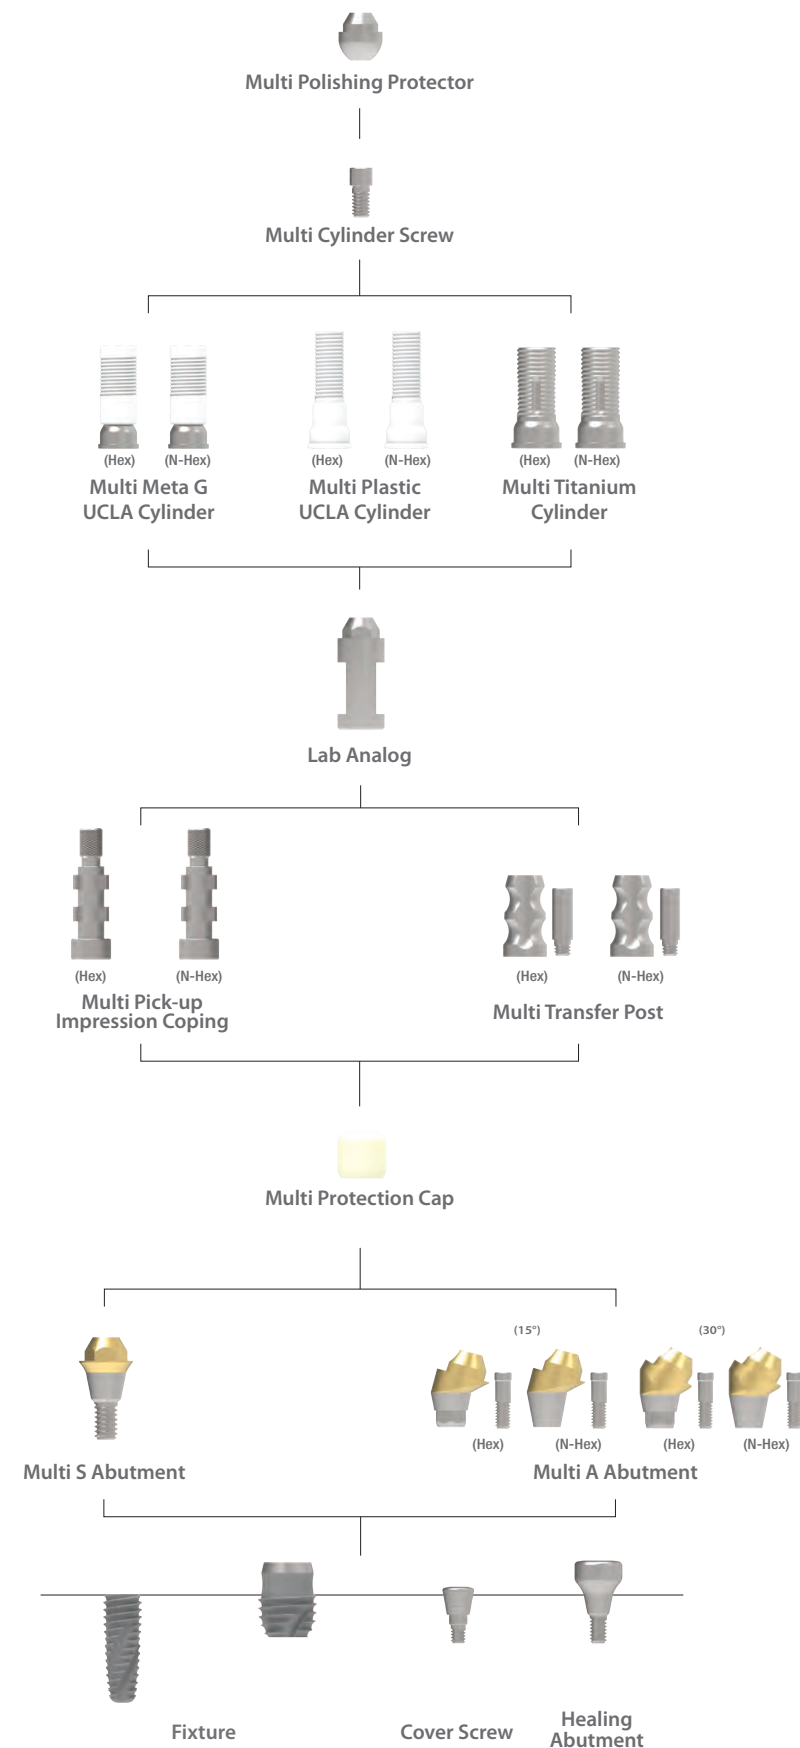 Multi Polishing Protector
Multi Cylinder Screw
(Hex) (N-Hex) (Hex) (N-Hex) (Hex) (N-Hex)
Multi Meta G
UCLA Cylinder
Multi Plastic
UCLA Cylinder
Multi Titanium
Cylinder
Lab Analog
(Hex) (N-Hex)
Multi Pick-up
Impression Coping
(Hex) (N-Hex)
Multi Transfer Post
Multi Protection Cap
(15°) (30°)
(Hex) (N-Hex) (Hex) (N-Hex)
Multi S Abutment
Multi A Abutment
Fixture
Cover Screw
Healing
Abutment